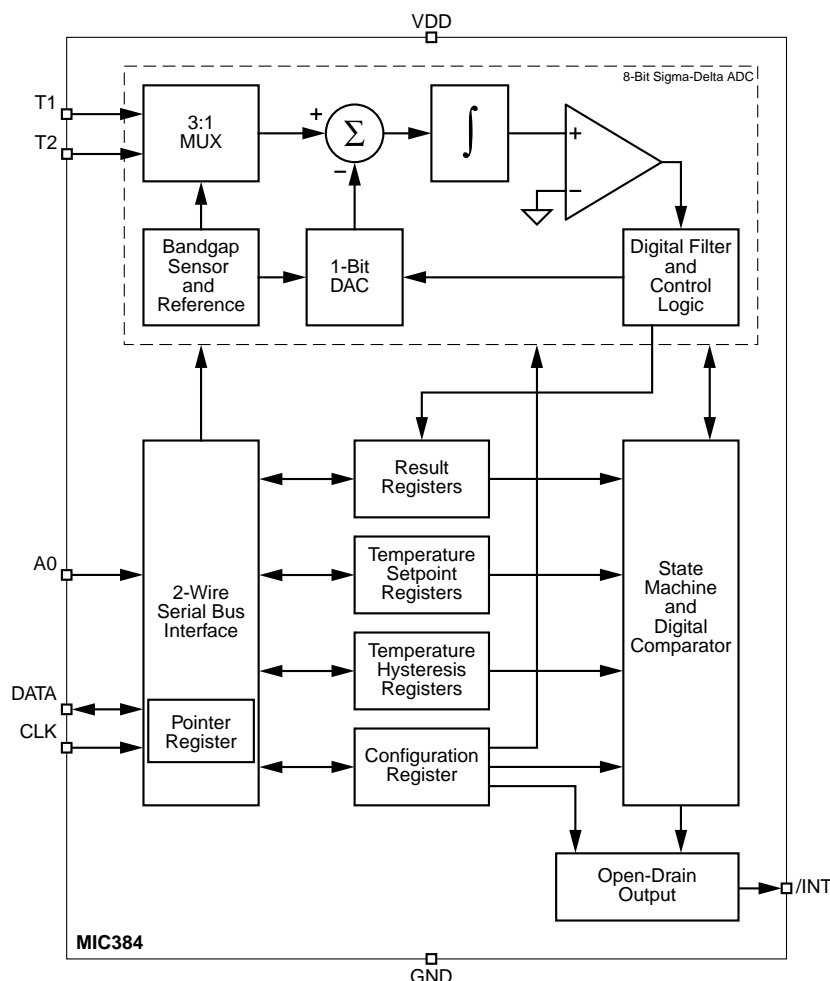 VDD
8-Bit Sigma-Delta ADC
T1
T2
3:1
MUX
+
Σ
−
∫
+
−
Bandgap
Sensor
and
Reference
1-Bit
DAC
Digital Filter
and
Control
Logic
A0
DATA
CLK
2-Wire
Serial Bus
Interface
Pointer
Register
Result
Registers
Temperature
Setpoint
Registers
Temperature
Hysteresis
Registers
Configuration
Register
State
Machine
and
Digital
Comparator
Open-Drain
Output
/INT
MIC384
GND